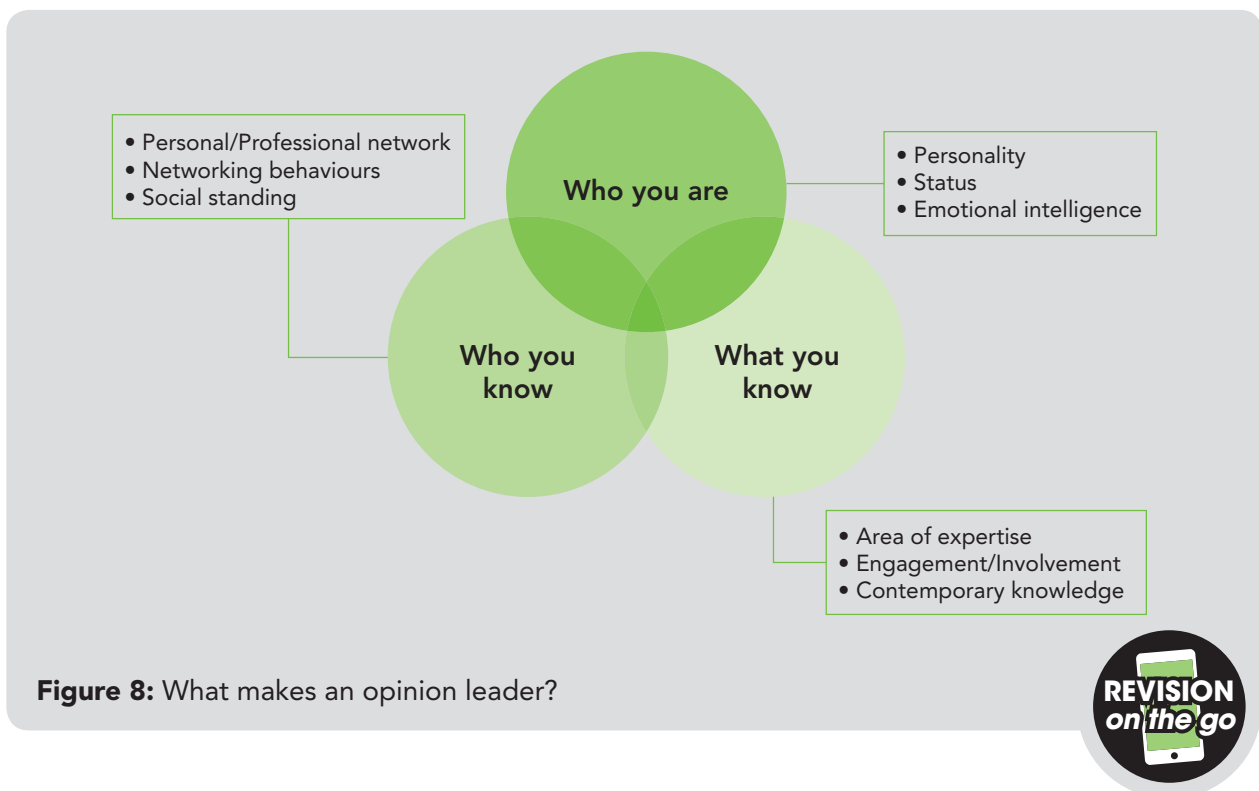 • Personal/Professional network
• Networking behaviours
• Social standing
Who you are
• Personality
• Status
• Emotional intelligence
Who you
know
What you
know
• Area of expertise
• Engagement/Involvement
• Contemporary knowledge
Figure 8: What makes an opinion leader?
REVISION
on the go